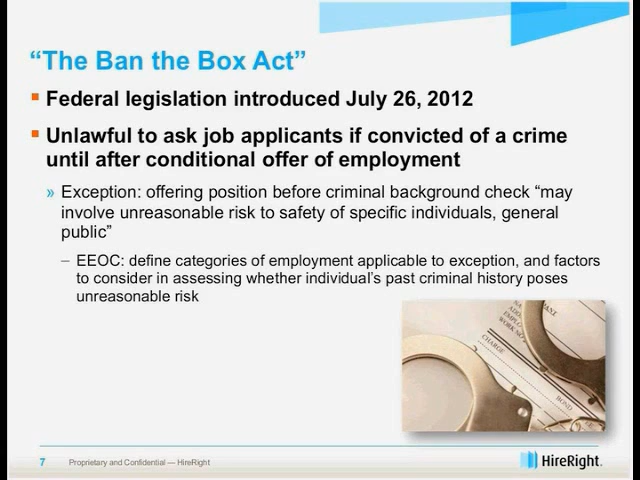 “The Ban the Box Act”
Federal legislation introduced July 26, 2012
Unlawful to ask job applicants if convicted of a crime
until after conditional offer of employment
» Exception: offering position before criminal background check “may
involve unreasonable risk to safety of specific individuals, general
public”
– EEOC: define categories of employment applicable to exception, and factors
to consider in assessing whether individual’s past criminal history poses
unreasonable risk
CHARGE
BOND
7 Proprietary and Confidential — HireRight
HireRight.